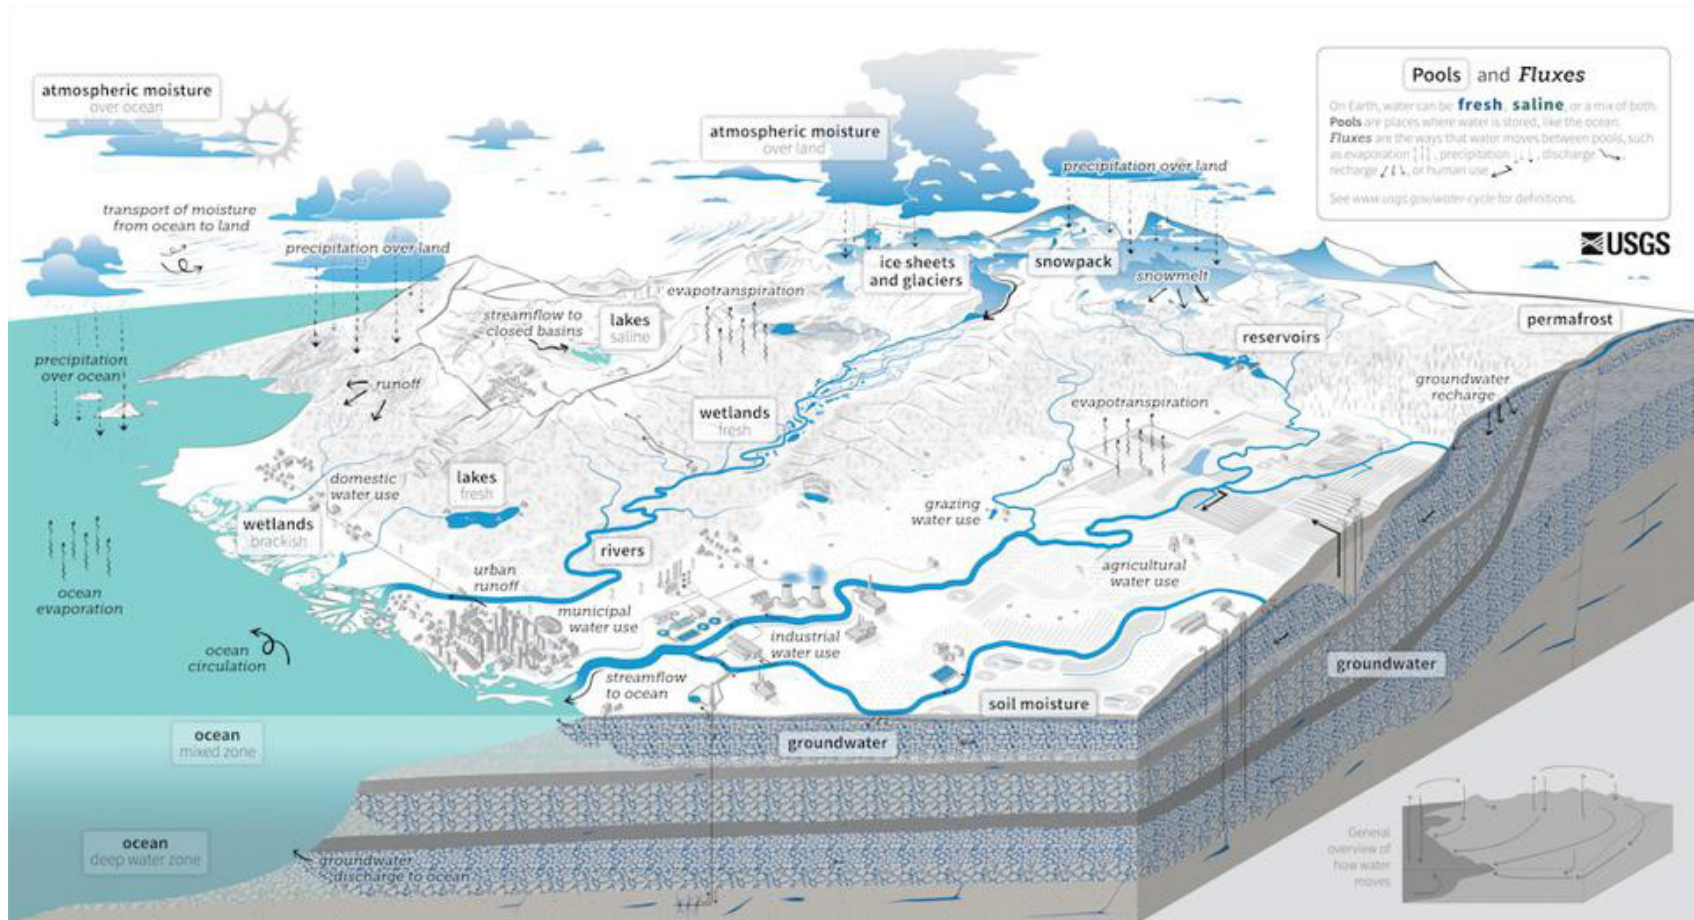 atmospheric moisture
over ocean
transport of moisture
from ocean to land
precipitation over land
precipitation
over ocean
atmospheric moisture
over land
precipitation over land
Pools and Fluxes
On Earth, water can be fresh, saline, or a mix of both.
Pools are places where water is stored, like the ocean.
Fluxes are the ways that water moves between pools, such
as evaporation, precipitation, discharge,
recharge, or human use.
See www.usgs.gov/water-cycle for definitions.
USGS
ice sheets
and glaciers
snowpack
snowmelt
evapotranspiration
streamflow to
closed basins
lakes
saline
permafrost
reservoirs
runoff
groundwater
recharge
wetlands
fresh
evapotranspiration
domestic
water use
lakes
fresh
wetlands
brackish
grazing
water use
rivers
ocean
evaporation
urban
runoff
agricultural
water use
municipal
water use
industrial
water use
ocean
circulation
streamflow
to ocean
groundwater
soil moisture
ocean
mixed zone
groundwater
ocean
deep water zone
groundwater
discharge to ocean
General
overview of
how water
moves